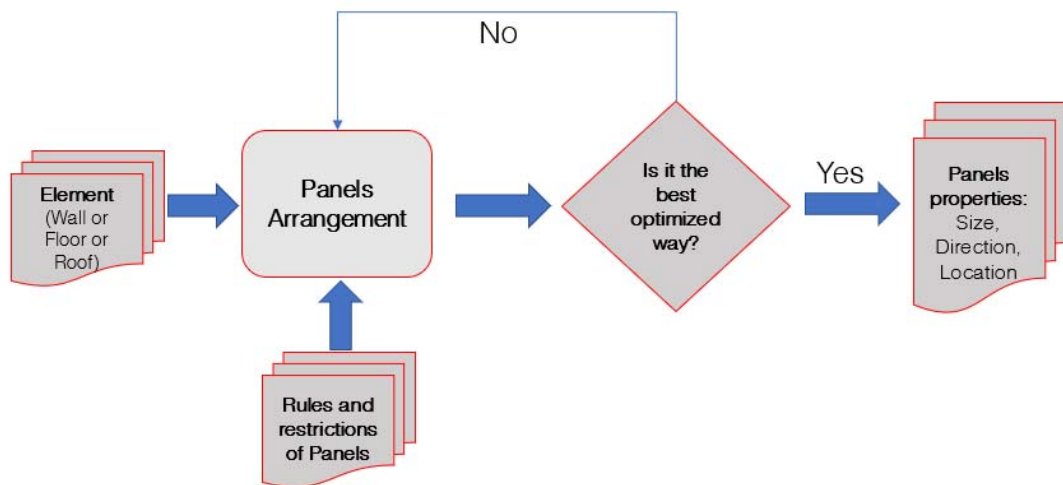 No
Element
(Wall or
Floor or
Roof)
Panels
Arrangement
Is it the
best
optimized
way?
Yes
Panels
properties:
Size,
Direction,
Location
Rules and
restrictions
of Panels